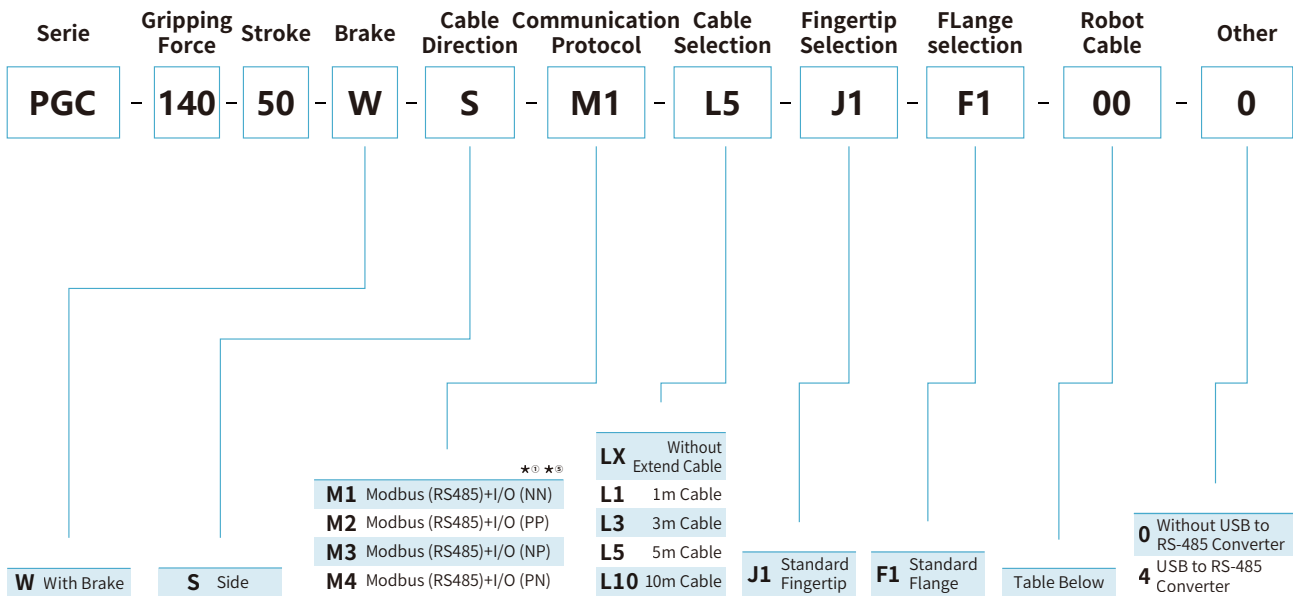 Serie
Gripping
Force
Stroke
Brake
Cable
Direction
Communication
Protocol
Cable
Selection
Fingertip
Selection
FLange
selection
Robot
Cable
Other
PGC - 140 - 50 - W - S - M1 - L5 - J1 - F1 - 00 - 0
W With Brake
S Side
★① ★⑤
M1 Modbus (RS485)+I/O (NN)
M2 Modbus (RS485)+I/O (PP)
M3 Modbus (RS485)+I/O (NP)
M4 Modbus (RS485)+I/O (PN)
LX Without
Extend Cable
L1 1m Cable
L3 3m Cable
L5 5m Cable
L10 10m Cable
J1 Standard
Fingertip
F1 Standard
Flange
Table Below
0 Without USB to
RS-485 Converter
4 USB to RS-485
Converter